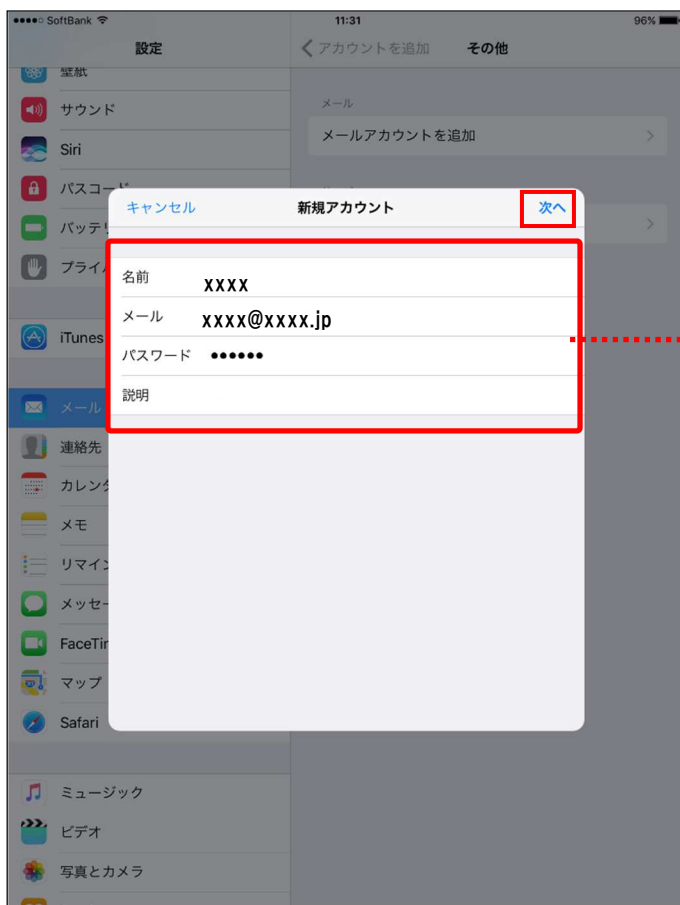 SoftBank 11:31 96%
設定
アカウントを追加 その他
壁紙
サウンド
Siri
パスコード
バッテリ
プライ
iTunes
メール
連絡先
カレンダ
メモ
リマイン
メッセー
FaceTim
マップ
Safari
ミュージック
ビデオ
写真とカメラ
メール
メールアカウントを追加
キャンセル 新規アカウント 次へ
名前 xxxx
メール xxxx@xxxx.jp
パスワード ••••••
説明